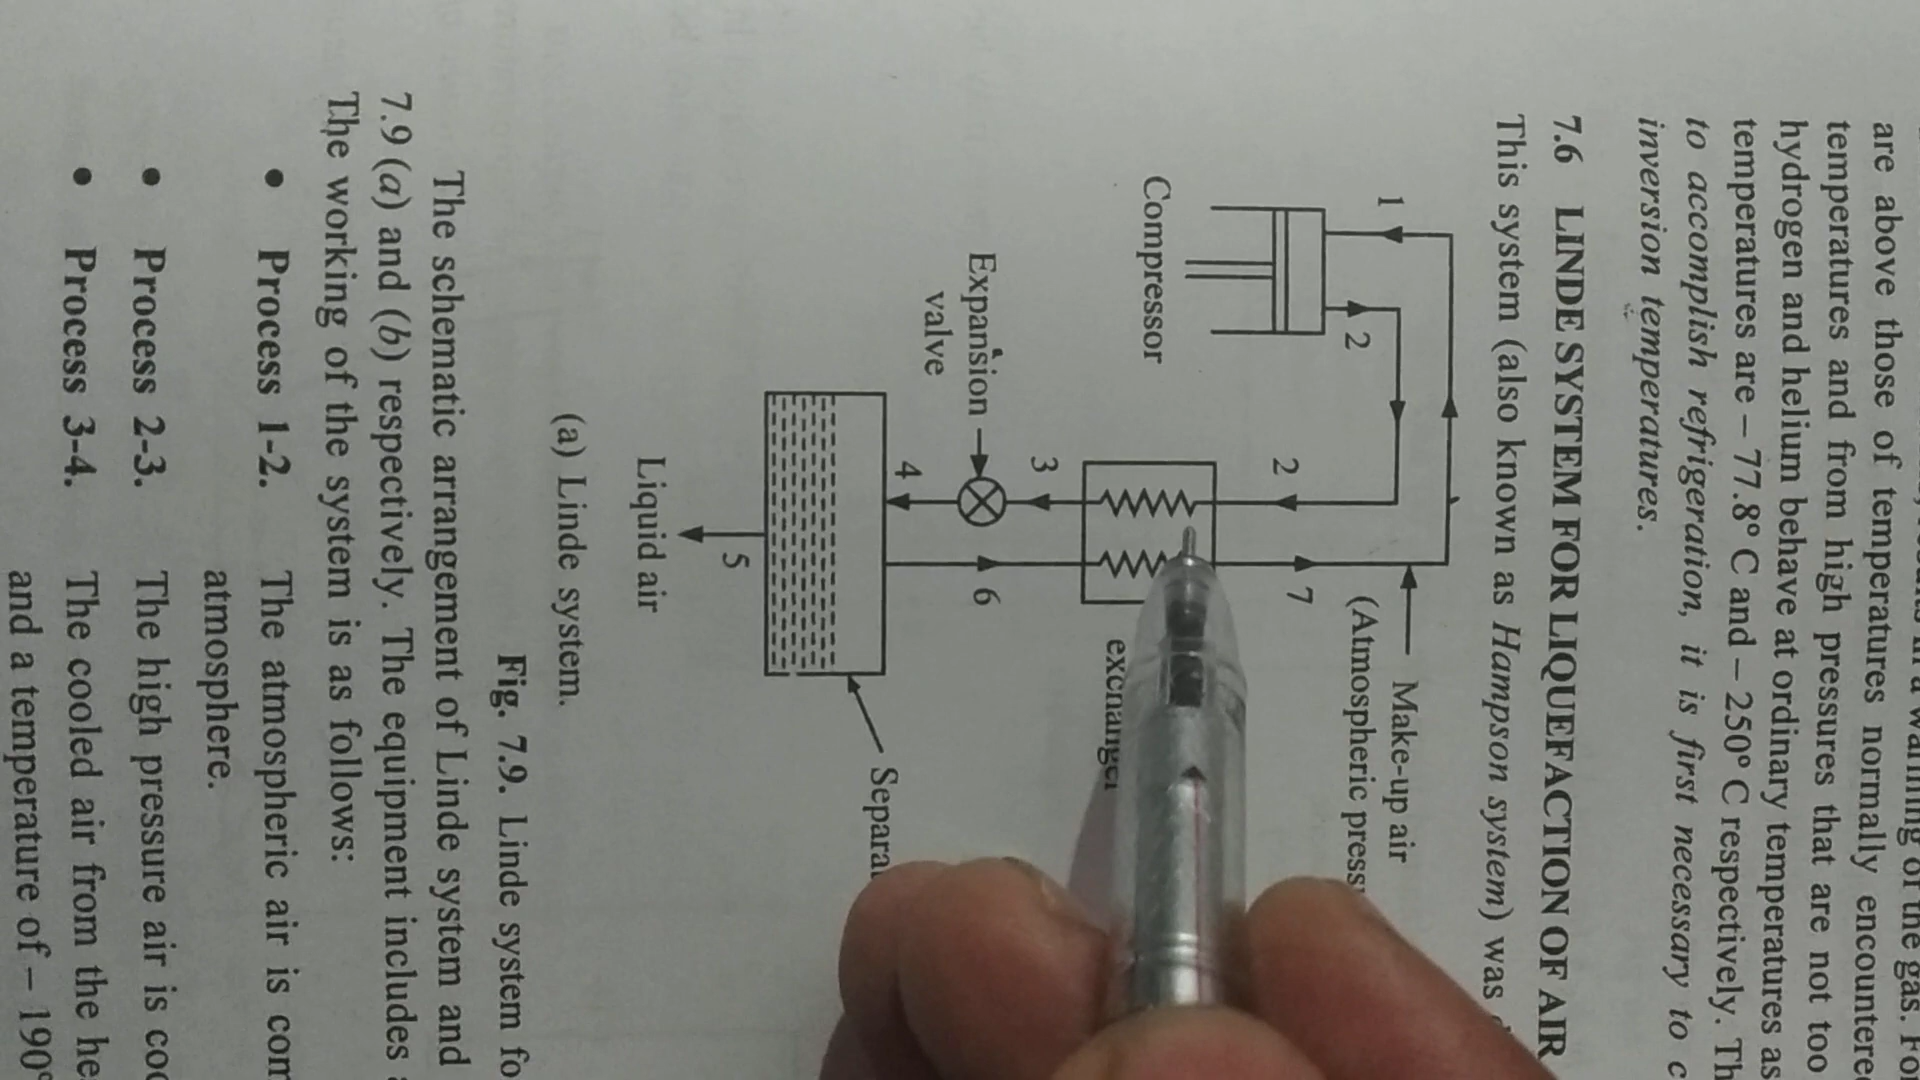 are above those of temperatures normally encountered
temperatures and from high pressures that are not too
hydrogen and helium behave at ordinary temperatures as
temperatures are – 77.8° C and – 250° C respectively. Th
to accomplish refrigeration, it is first necessary to c
inversion temperatures.
7.6 LINDE SYSTEM FOR LIQUEFACTION OF AIR
This system (also known as Hampson system) was
1
2
Compressor
2
7
Make-up air
(Atmospheric press
3
exchanger
Expansion
valve
4
6
Separa
5
Liquid air
(a) Linde system.
Fig. 7.9. Linde system fo
The schematic arrangement of Linde system and
7.9 (a) and (b) respectively. The equipment includes
The working of the system is as follows:
• Process 1-2. The atmospheric air is com
atmosphere.
• Process 2-3. The high pressure air is coo
• Process 3-4. The cooled air from the he
and a temperature of – 190°